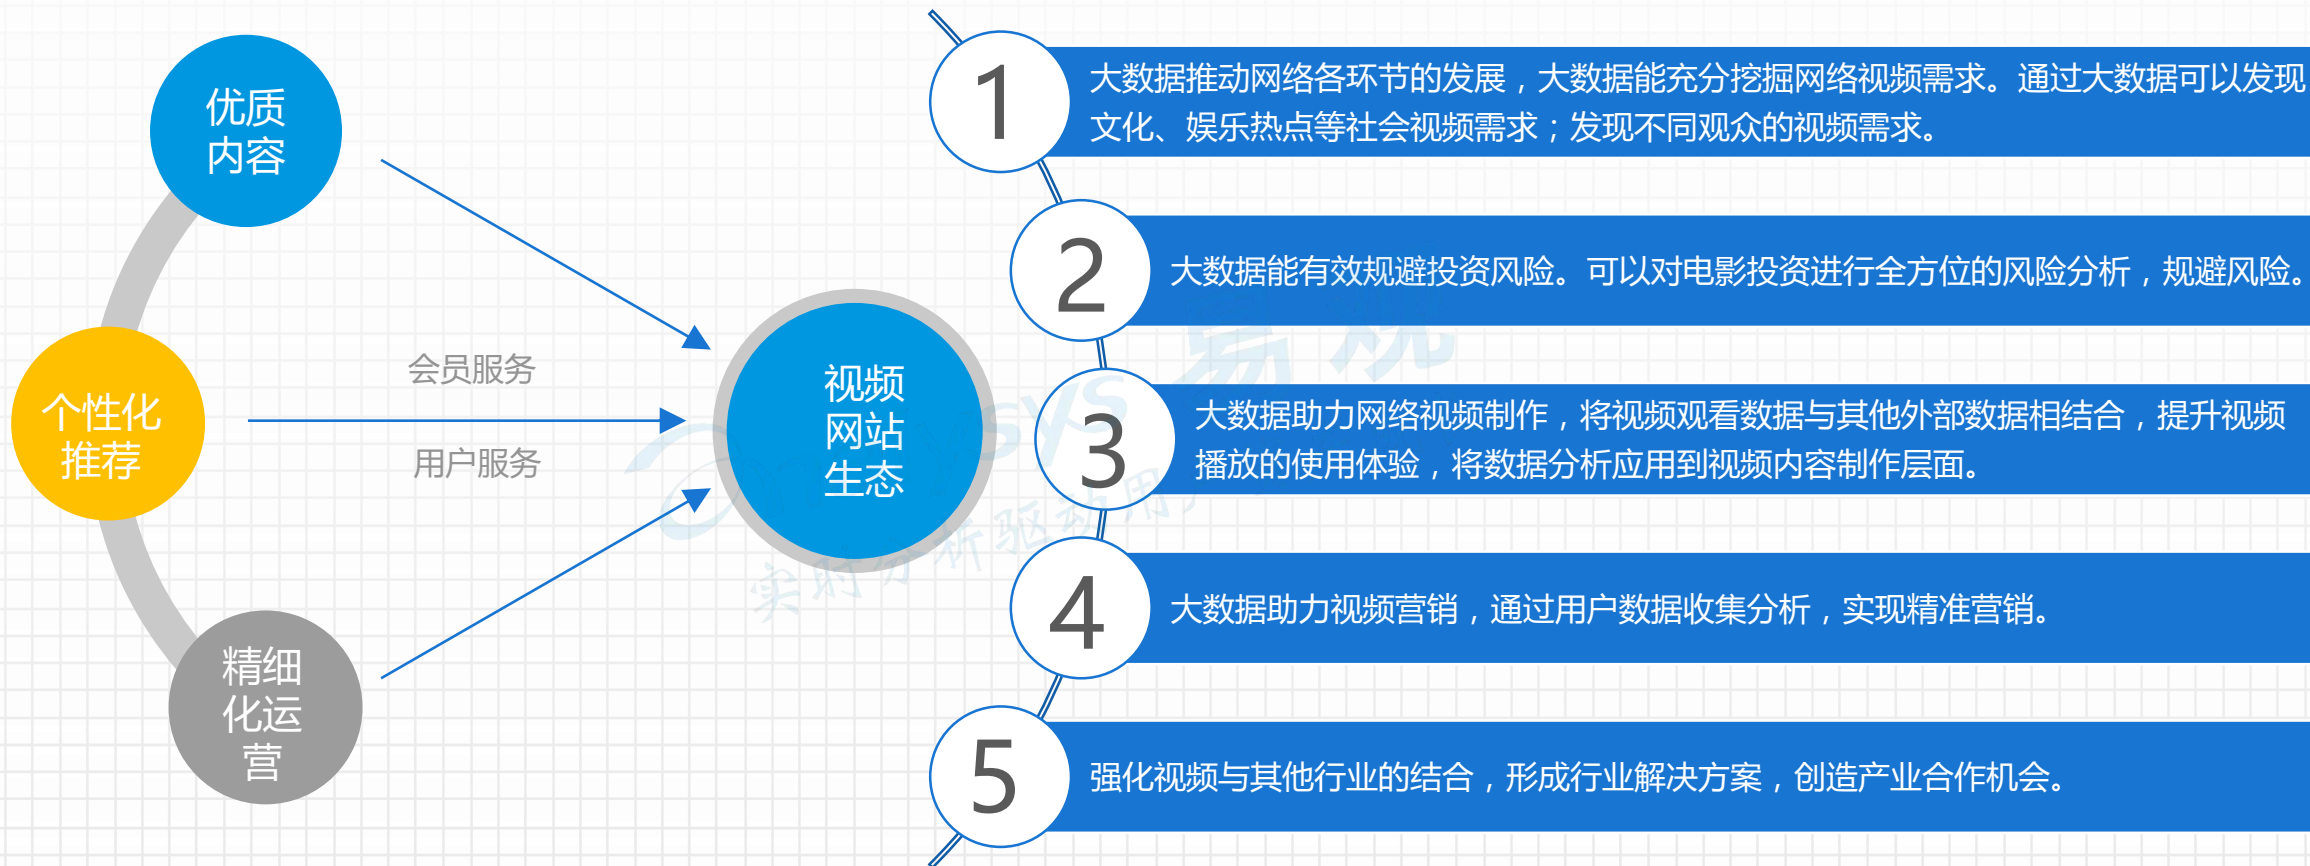 优质
内容
个性化
推荐
精细
化运
营
会员服务
用户服务
视频
网站
生态
1
大数据推动网络各环节的发展，大数据能充分挖掘网络视频需求。通过大数据可以发现
文化、娱乐热点等社会视频需求；发现不同观众的视频需求。
2
大数据能有效规避投资风险。可以对电影投资进行全方位的风险分析，规避风险。
3
大数据助力网络视频制作，将视频观看数据与其他外部数据相结合，提升视频
播放的使用体验，将数据分析应用到视频内容制作层面。
4
大数据助力视频营销，通过用户数据收集分析，实现精准营销。
5
强化视频与其他行业的结合，形成行业解决方案，创造产业合作机会。
易观
实时分析驱动用